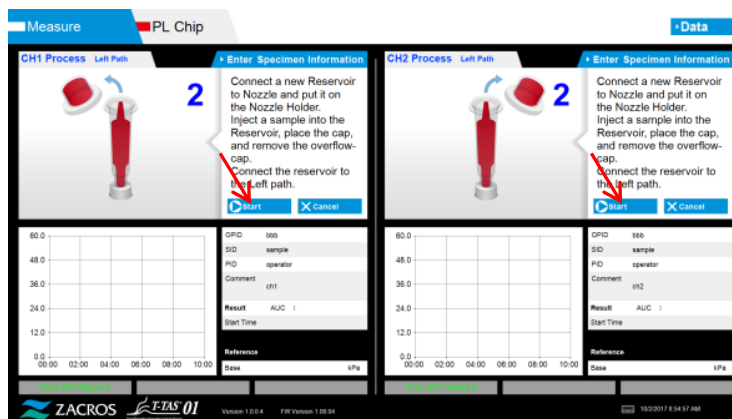 Measure
PL Chip
Data
CH1 Process Left Path
Enter Specimen Information
2
Connect a new Reservoir
to Nozzle and put it on
the Nozzle Holder.
Inject a sample into the
Reservoir, place the cap,
and remove the overflow-
cap.
Connect the reservoir to
the Left path.
Start
Cancel
60.0
48.0
36.0
24.0
12.0
0.0
00:00 02:00 04:00 06:00 08:00 10:00
OPID bbb
SID sample
PID operator
Comment
ch1
Result AUC :
Start Time
Reference
Base kPa
CH2 Process Left Path
Enter Specimen Information
2
Connect a new Reservoir
to Nozzle and put it on
the Nozzle Holder.
Inject a sample into the
Reservoir, place the cap,
and remove the overflow-
cap.
Connect the reservoir to
the Left path.
Start
Cancel
60.0
48.0
36.0
24.0
12.0
0.0
00:00 02:00 04:00 06:00 08:00 10:00
OPID bbb
SID sample
PID operator
Comment
ch2
Result AUC :
Start Time
Reference
Base kPa
ZACROS T-TAS 01 Version 1.0.0.4 FW Version 1.00.04 10/2/2017 8:54:57 AM